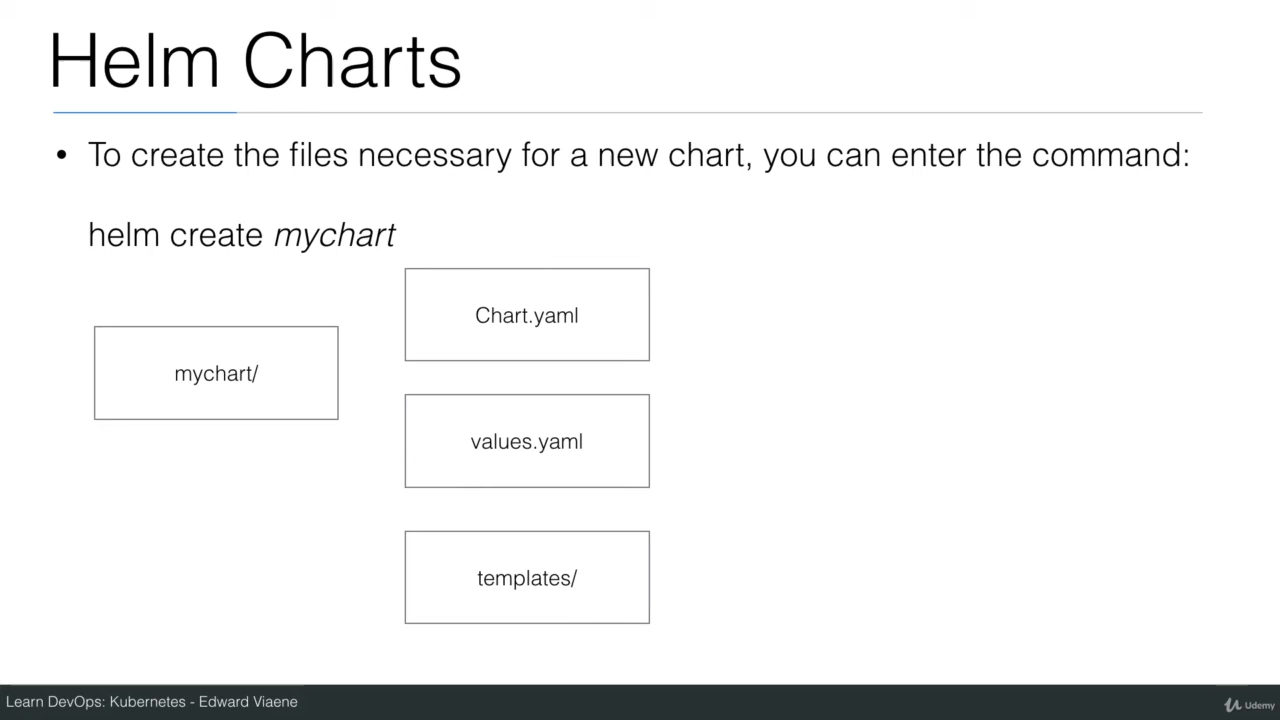 Helm Charts
• To create the files necessary for a new chart, you can enter the command:
helm create mychart
Chart.yaml
mychart/
values.yaml
templates/
Learn DevOps: Kubernetes - Edward Viaene
Udemy